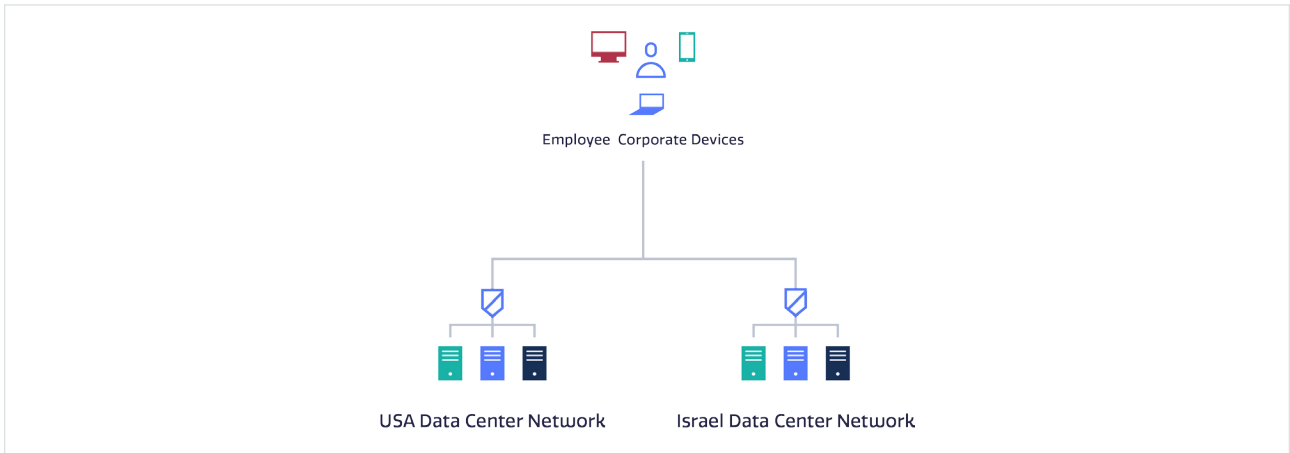 Employee  Corporate Devices
USA Data Center Network
Israel Data Center Network